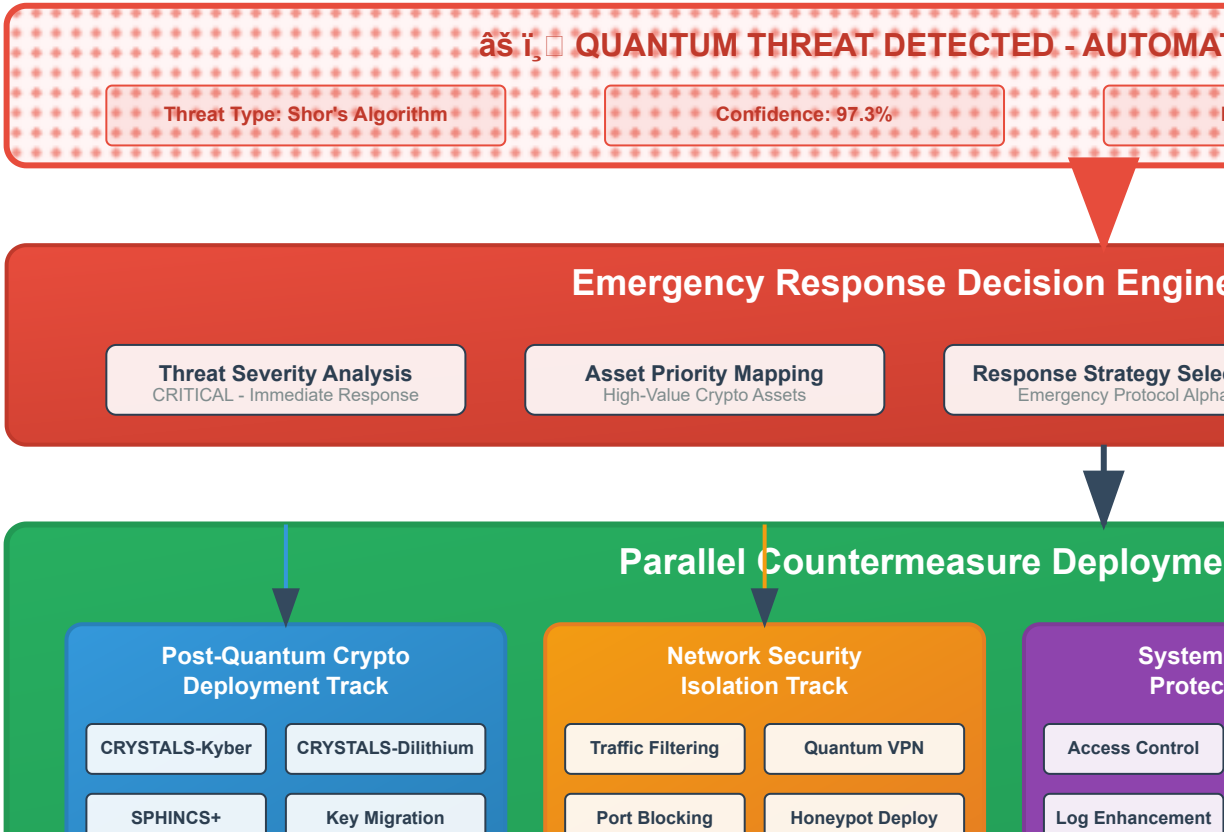 âš ï¸ QUANTUM THREAT DETECTED - AUTOMAT
Threat Type: Shor's Algorithm
Confidence: 97.3%
Emergency Response Decision Engine
Threat Severity Analysis
CRITICAL - Immediate Response
Asset Priority Mapping
High-Value Crypto Assets
Response Strategy Selec
Emergency Protocol Alpha
Parallel Countermeasure Deployme
Post-Quantum Crypto
Deployment Track
CRYSTALS-Kyber
CRYSTALS-Dilithium
SPHINCS+
Key Migration
Network Security
Isolation Track
Traffic Filtering
Quantum VPN
Port Blocking
Honeypot Deploy
System
Protec
Access Control
Log Enhancement